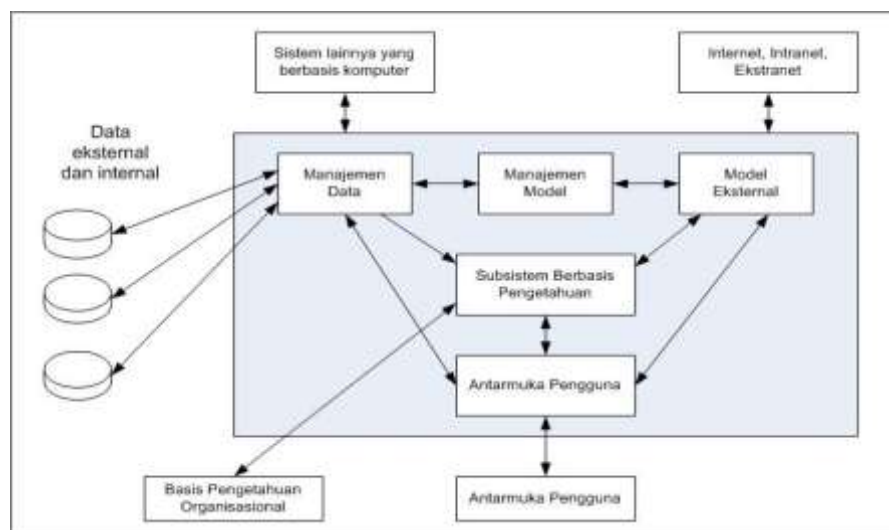 Sistem lainnya yang
berbasis komputer
Internet, Intranet,
Ekstranet
Data
eksternal
dan internal
Manajemen
Data
Manajemen
Model
Model
Eksternal
Subsistem Berbasis
Pengetahuan
Antarmuka Pengguna
Basis Pengetahuan
Organisasional
Antarmuka Pengguna